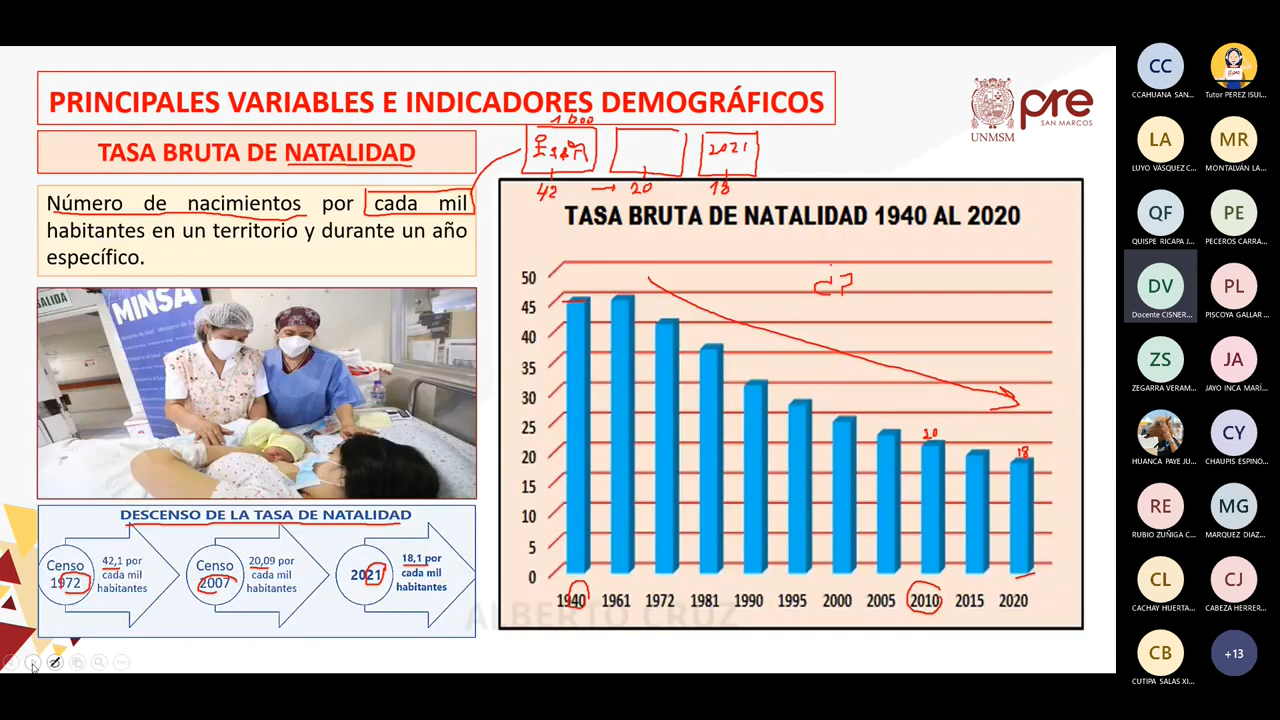 PRINCIPALES VARIABLES E INDICADORES DEMOGRÁFICOS
UNMSM
pre
SAN MARCOS
TASA BRUTA DE NATALIDAD
1000
2021
42 → 20
18
Número de nacimientos por cada mil
habitantes en un territorio y durante un año
específico.
SALIDA
MINSA
DESCENSO DE LA TASA DE NATALIDAD
Censo
1972
42,1 por
cada mil
habitantes
Censo
2007
20,09 por
cada mil
habitantes
2021
18,1 por
cada mil
habitantes
TASA BRUTA DE NATALIDAD 1940 AL 2020
¿?
50
45
40
35
30
25
20
15
10
5
0
20
18
1940 1961 1972 1981 1990 1995 2000 2005 2010 2015 2020
ALBERTO CRUZ
CC
CCAHUANA SAN...
Tutor PEREZ ISUI...
LA
LUYO VÁSQUEZ C...
MR
MONTALVÁN LA...
QF
QUISPE RICAPA J...
PE
PECEROS CARRA...
DV
Docente CISNER...
PL
PISCOYA GALLAR ...
ZS
ZEGARRA VERAM...
JA
JAYO INCA MARÍ...
HUANCA PAYE JU...
CY
CHAUPIS ESPINO...
RE
RUBIO ZUÑIGA C...
MG
MARQUEZ DIAZ...
CL
CACHAY HUERTA...
CJ
CABEZA HERRER...
CB
CUTIPA SALAS XI...
+13